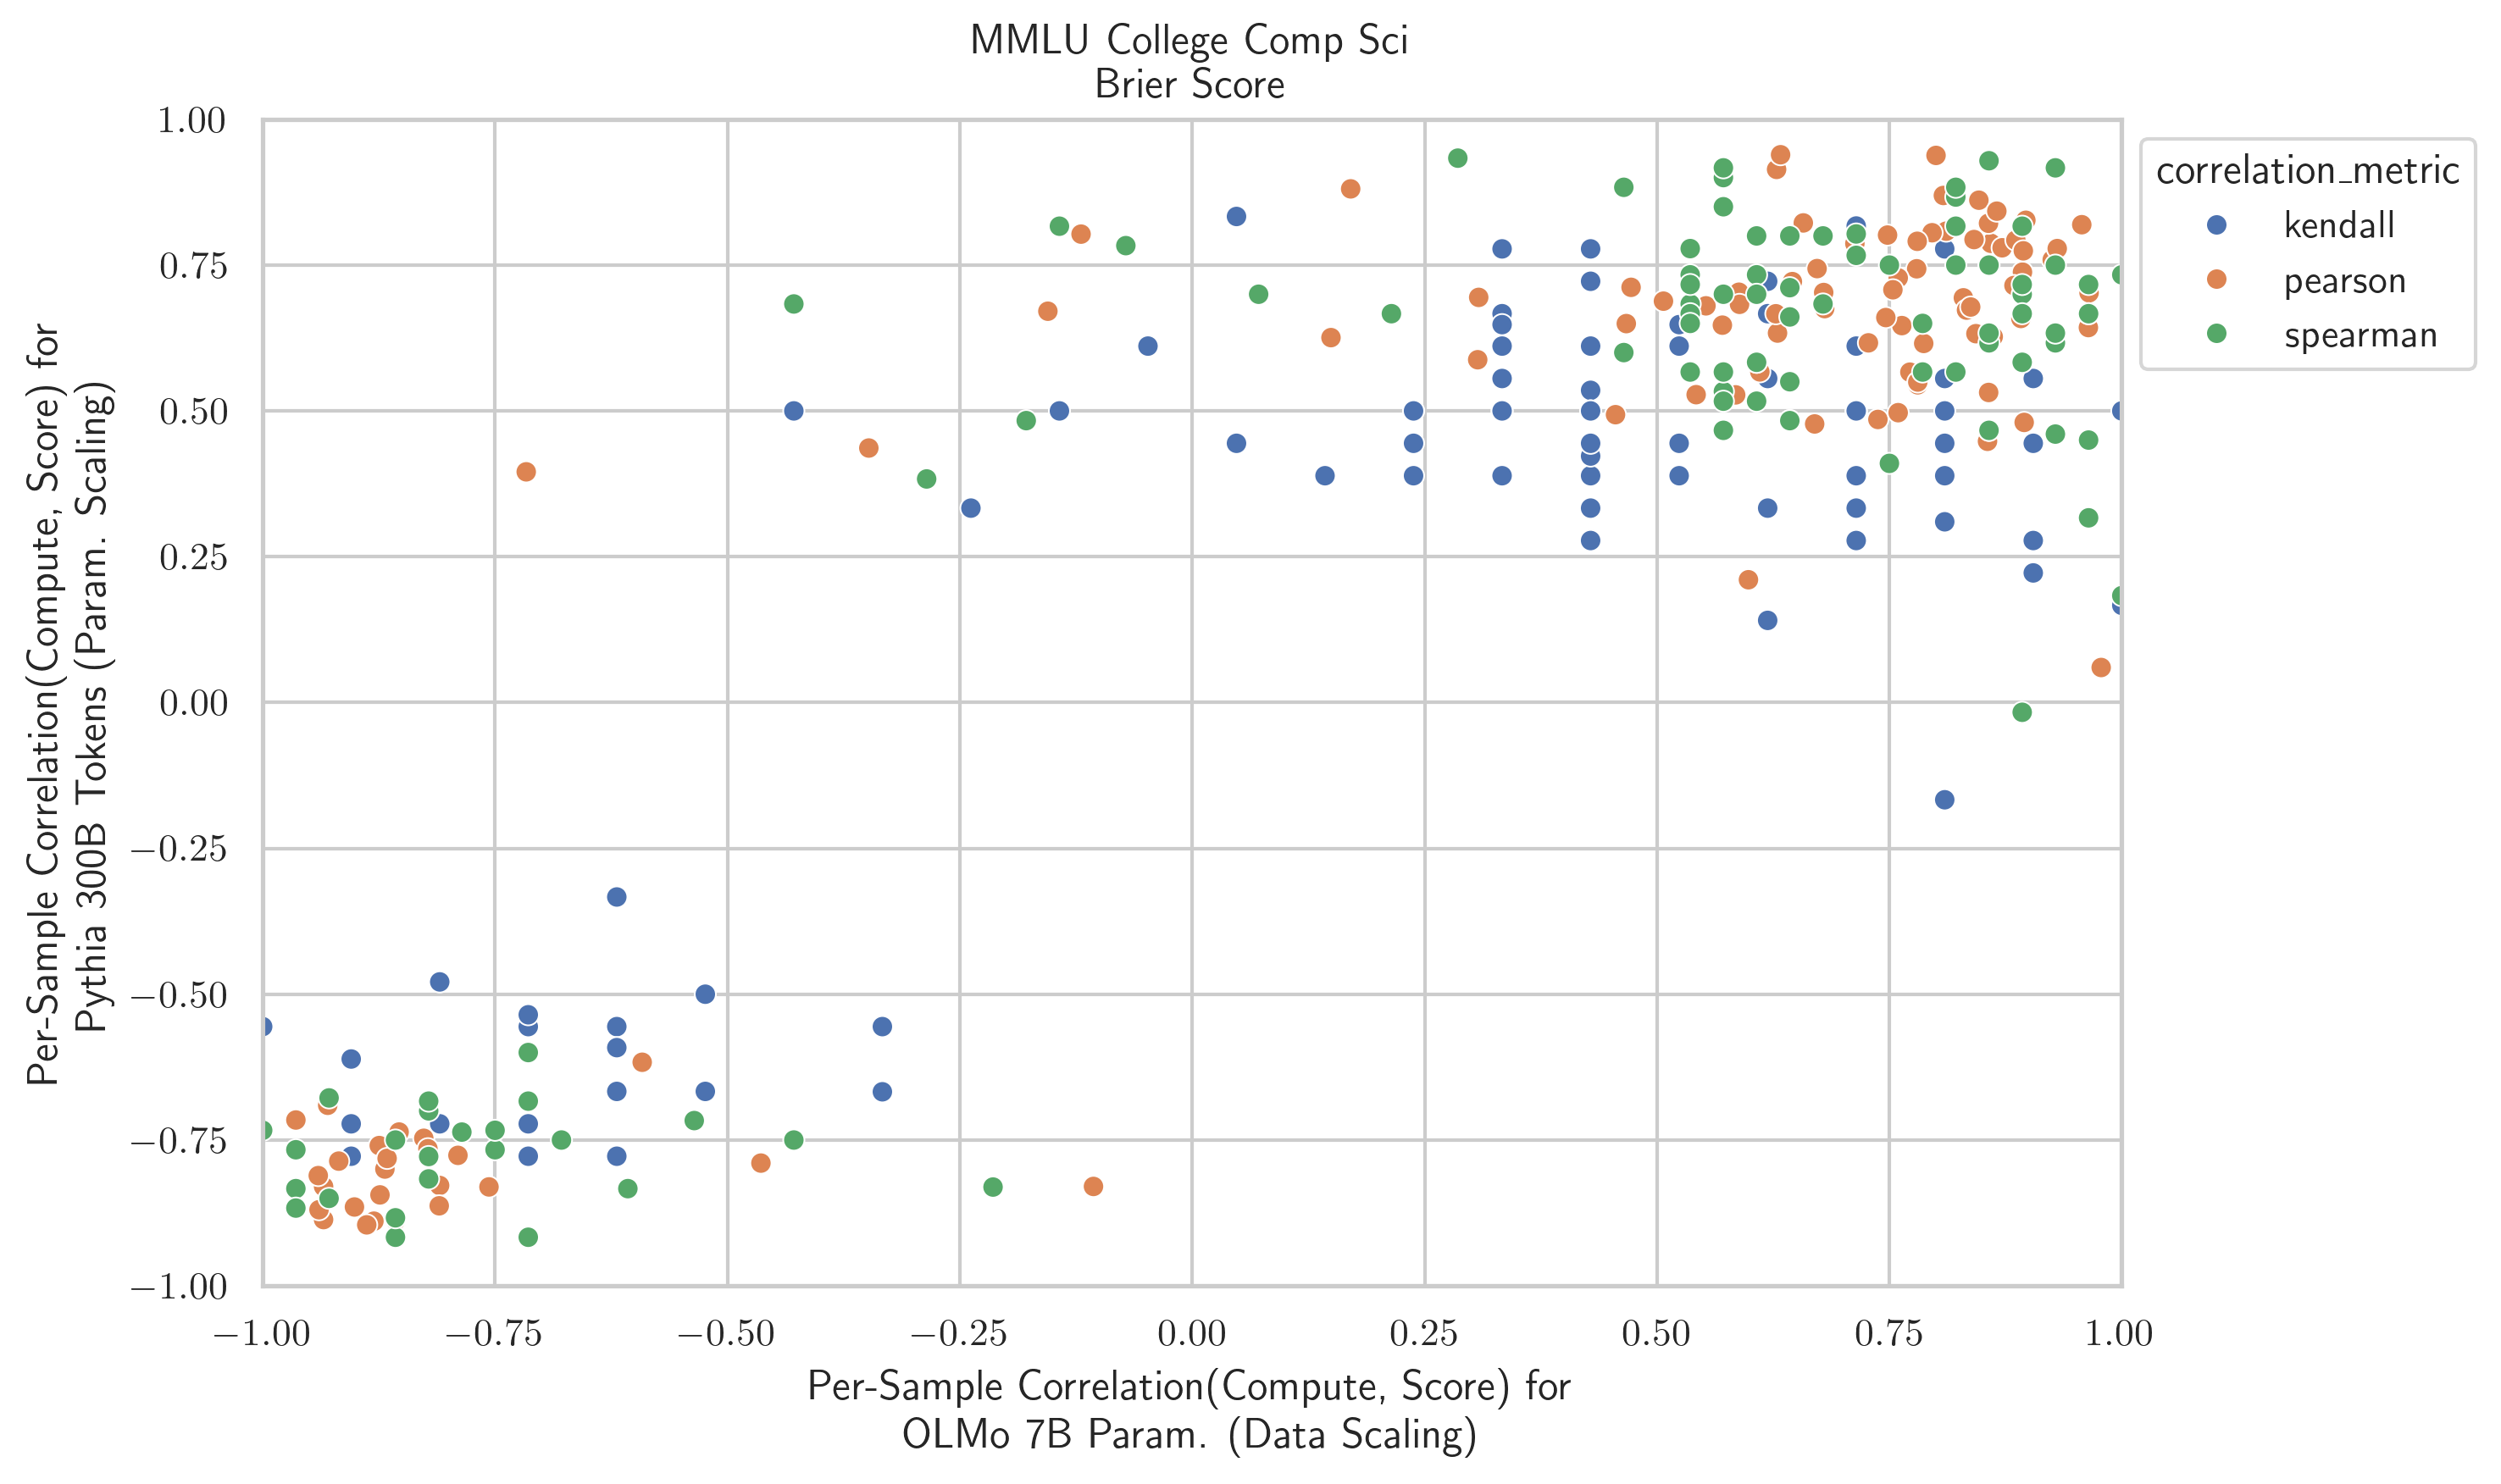 MMLU College Comp Sci
Brier Score
1.00
0.75
0.50
0.25
0.00
−0.25
−0.50
−0.75
−1.00
Per-Sample Correlation(Compute, Score) for
Pythia 300B Tokens (Param. Scaling)
correlation_metric
kendall
pearson
spearman
−1.00 −0.75 −0.50 −0.25 0.00 0.25 0.50 0.75 1.00
Per-Sample Correlation(Compute, Score) for
OLMo 7B Param. (Data Scaling)